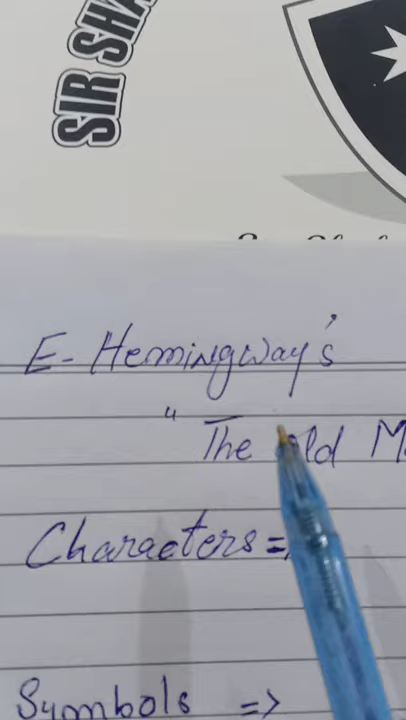 SIR SHA
E- Hemingway's
" The Old M
Characters =
Symbols =>